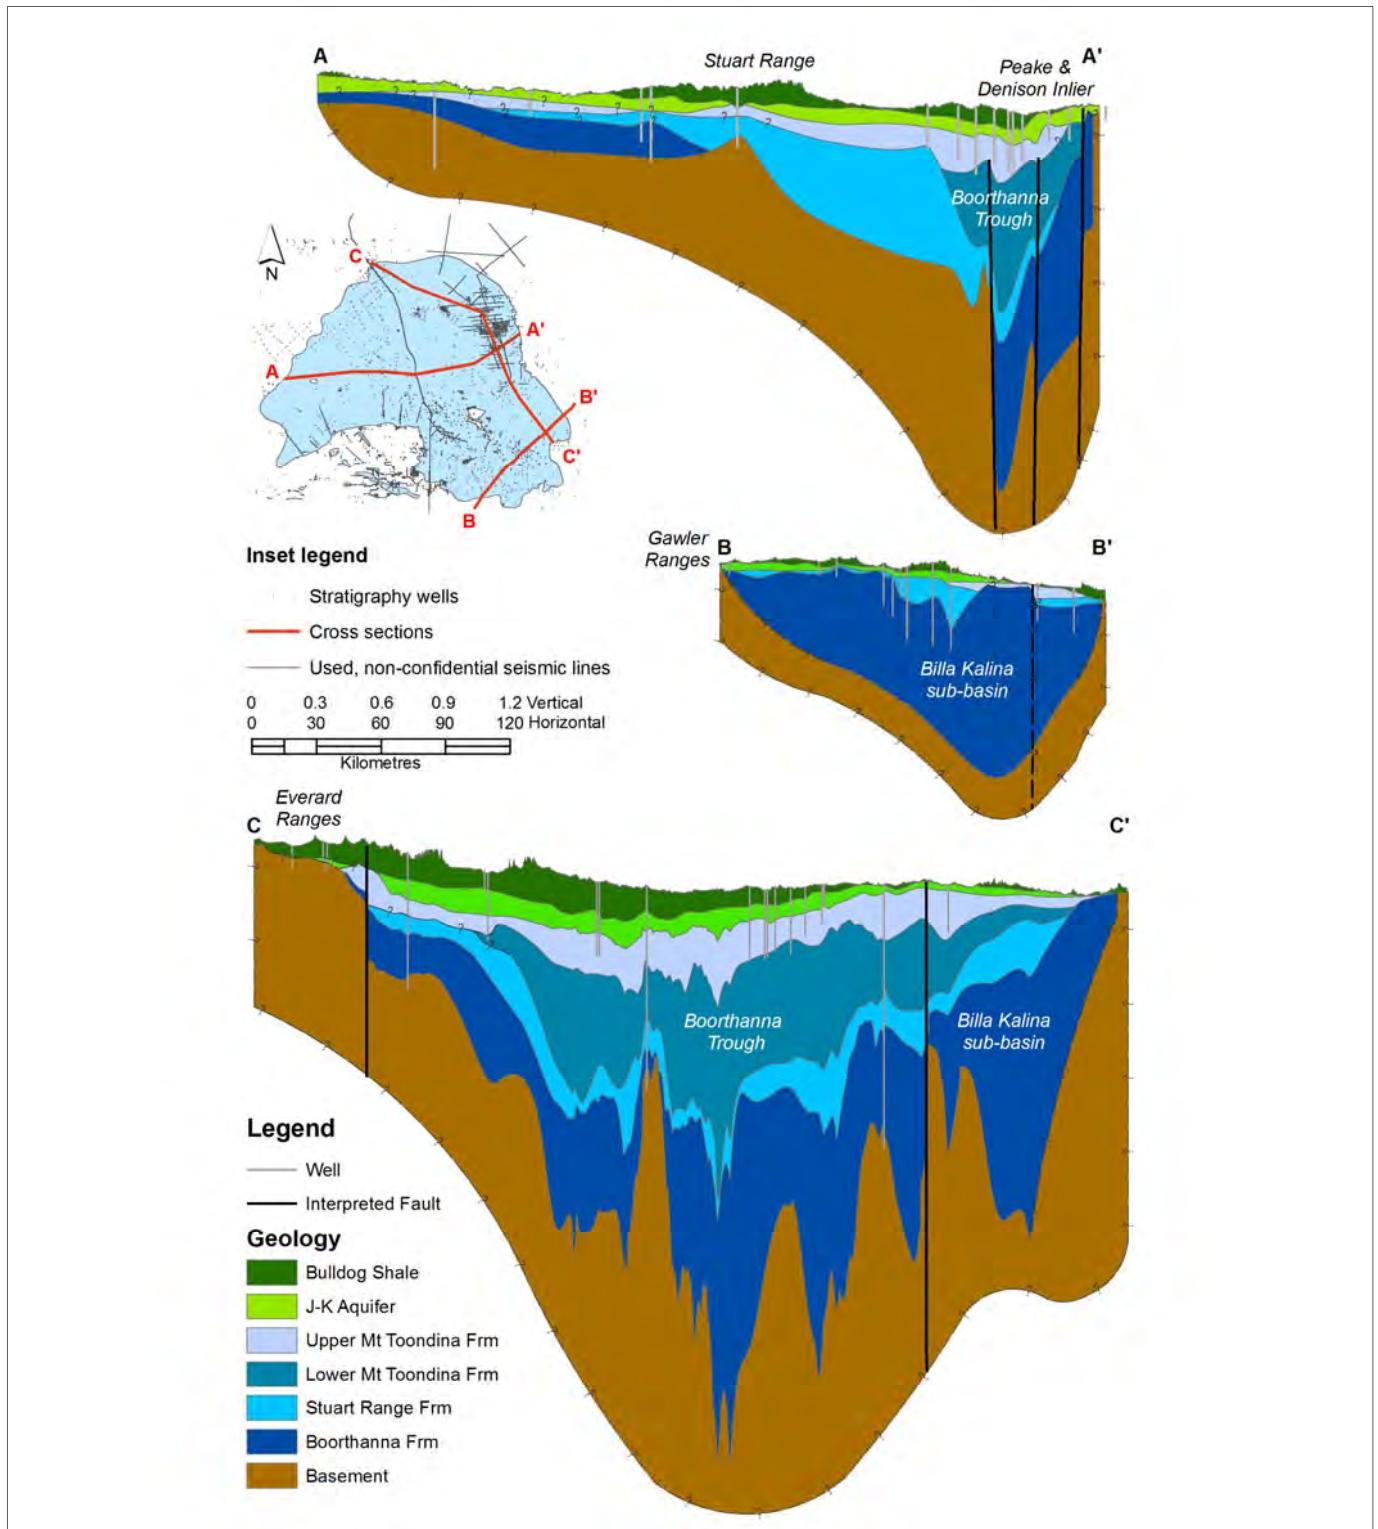 A
Stuart Range
A'
Peake &
Denison Inlier
Boorthanna
Trough
N
C
A'
A
B'
C'
B
Inset legend
Stratigraphy wells
Cross sections
Used, non-confidential seismic lines
0 0.3 0.6 0.9 1.2 Vertical
0 30 60 90 120 Horizontal
Kilometres
Gawler
Ranges
B
B'
Billa Kalina
sub-basin
Everard
Ranges
C
C'
Boorthanna
Trough
Billa Kalina
sub-basin
Legend
Well
Interpreted Fault
Geology
Bulldog Shale
J-K Aquifer
Upper Mt Toondina Frm
Lower Mt Toondina Frm
Stuart Range Frm
Boorthanna Frm
Basement